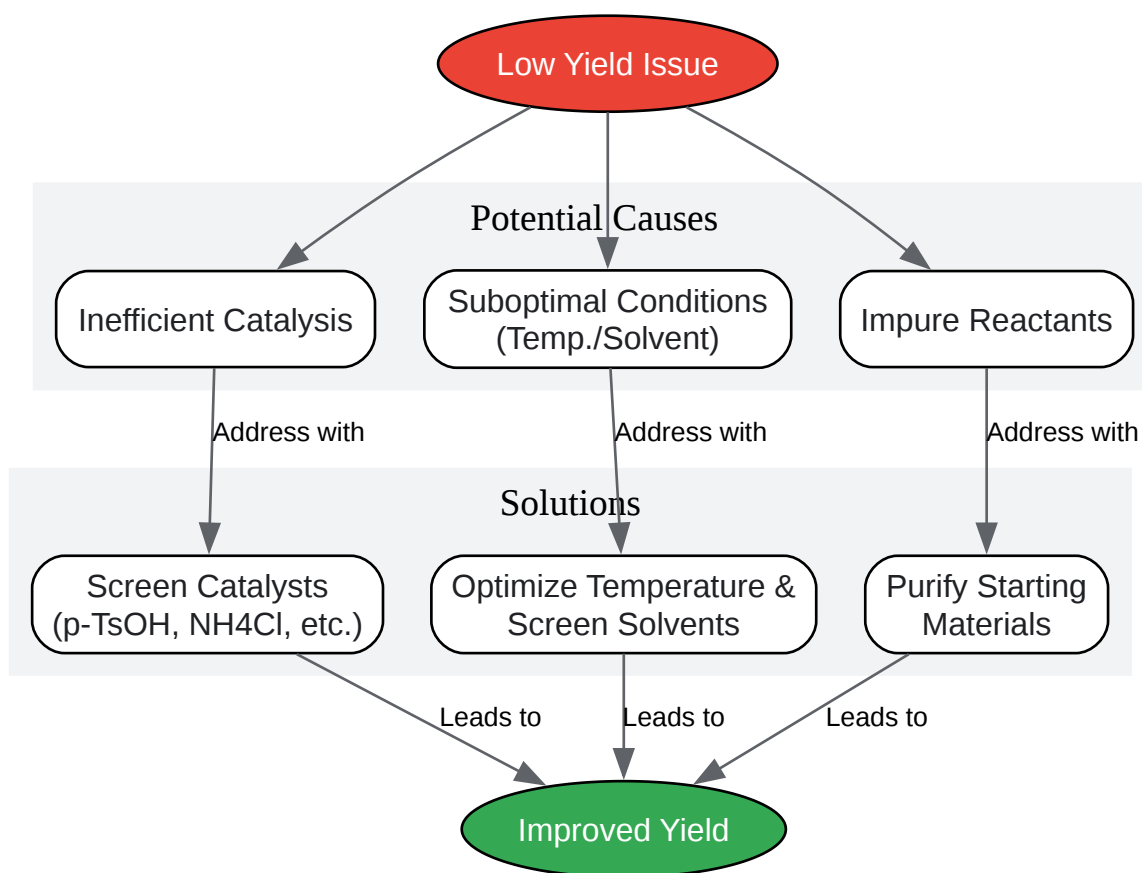 Low Yield Issue
Potential Causes
Inefficient Catalysis
Suboptimal Conditions
(Temp./Solvent)
Impure Reactants
Address with
Address with
Address with
Solutions
Screen Catalysts
(p-TsOH, NH4Cl, etc.)
Optimize Temperature &
Screen Solvents
Purify Starting
Materials
Leads to
Leads to
Leads to
Improved Yield